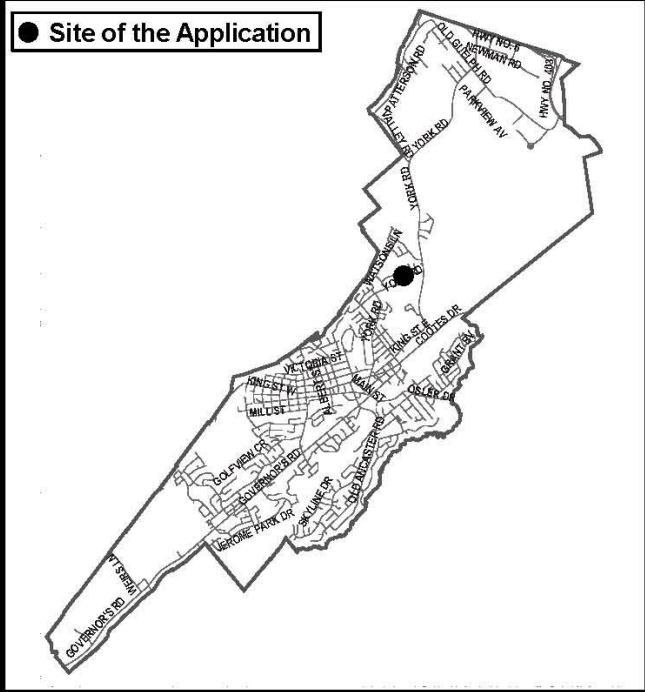 Site of the Application
HWY NO. 6
OLD GUELPH RD
NEWMAN RD
HWY NO. 403
PATTERSON RD
PARKVIEW AV
VALLEY RD
YORK RD
YORK RD
WATSONS LN
YORK RD
YORK RD
KING ST E
COOTES DR
GRANT BV
VICTORIA ST
KING ST W
ALBERT ST
MAIN ST
OSLER DR
MILL ST
GOLFVIEW CR
GOVERNOR'S RD
OLD ANCASTER RD
SKYLINE DR
JEROME PARK DR
WEIRS LN
GOVERNOR'S RD